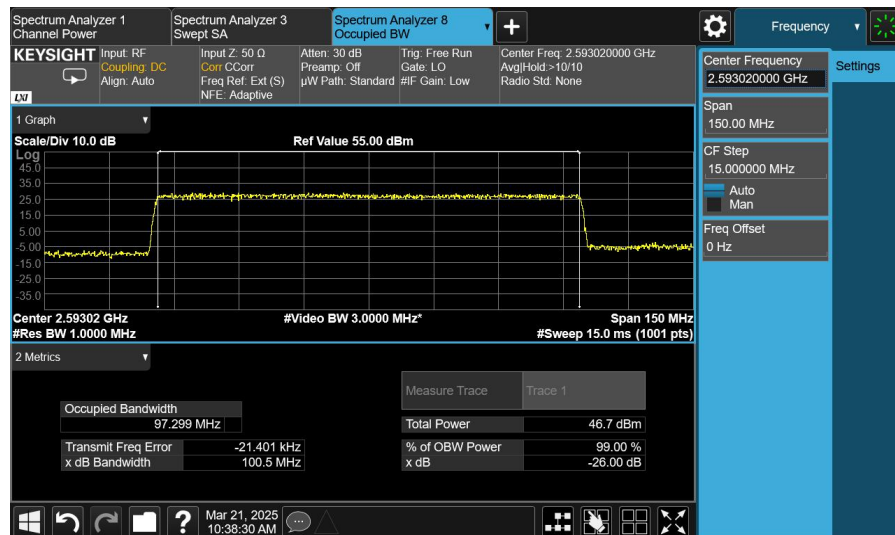 Spectrum Analyzer 1
Channel Power
Spectrum Analyzer 3
Swept SA
Spectrum Analyzer 8
Occupied BW
Frequency
KEYSIGHT
LXI
Input: RF
Coupling: DC
Align: Auto
Input Z: 50 Ω
Corr CCorr
Freq Ref: Ext (S)
NFE: Adaptive
Atten: 30 dB
Preamp: Off
µW Path: Standard
Trig: Free Run
Gate: LO
#IF Gain: Low
Center Freq: 2.593020000 GHz
Avg|Hold:>10/10
Radio Std: None
Center Frequency
2.593020000 GHz
Settings
Span
150.00 MHz
CF Step
15.000000 MHz
Auto
Man
Freq Offset
0 Hz
1 Graph
Scale/Div 10.0 dB
Ref Value 55.00 dBm
Log
45.0
35.0
25.0
15.0
5.00
-5.00
-15.0
-25.0
-35.0
Center 2.59302 GHz
#Video BW 3.0000 MHz*
Span 150 MHz
#Res BW 1.0000 MHz
#Sweep 15.0 ms (1001 pts)
2 Metrics
Measure Trace
Trace 1
Occupied Bandwidth
97.299 MHz
Total Power 46.7 dBm
Transmit Freq Error -21.401 kHz
% of OBW Power 99.00 %
x dB Bandwidth 100.5 MHz
x dB -26.00 dB
?
Mar 21, 2025
10:38:30 AM